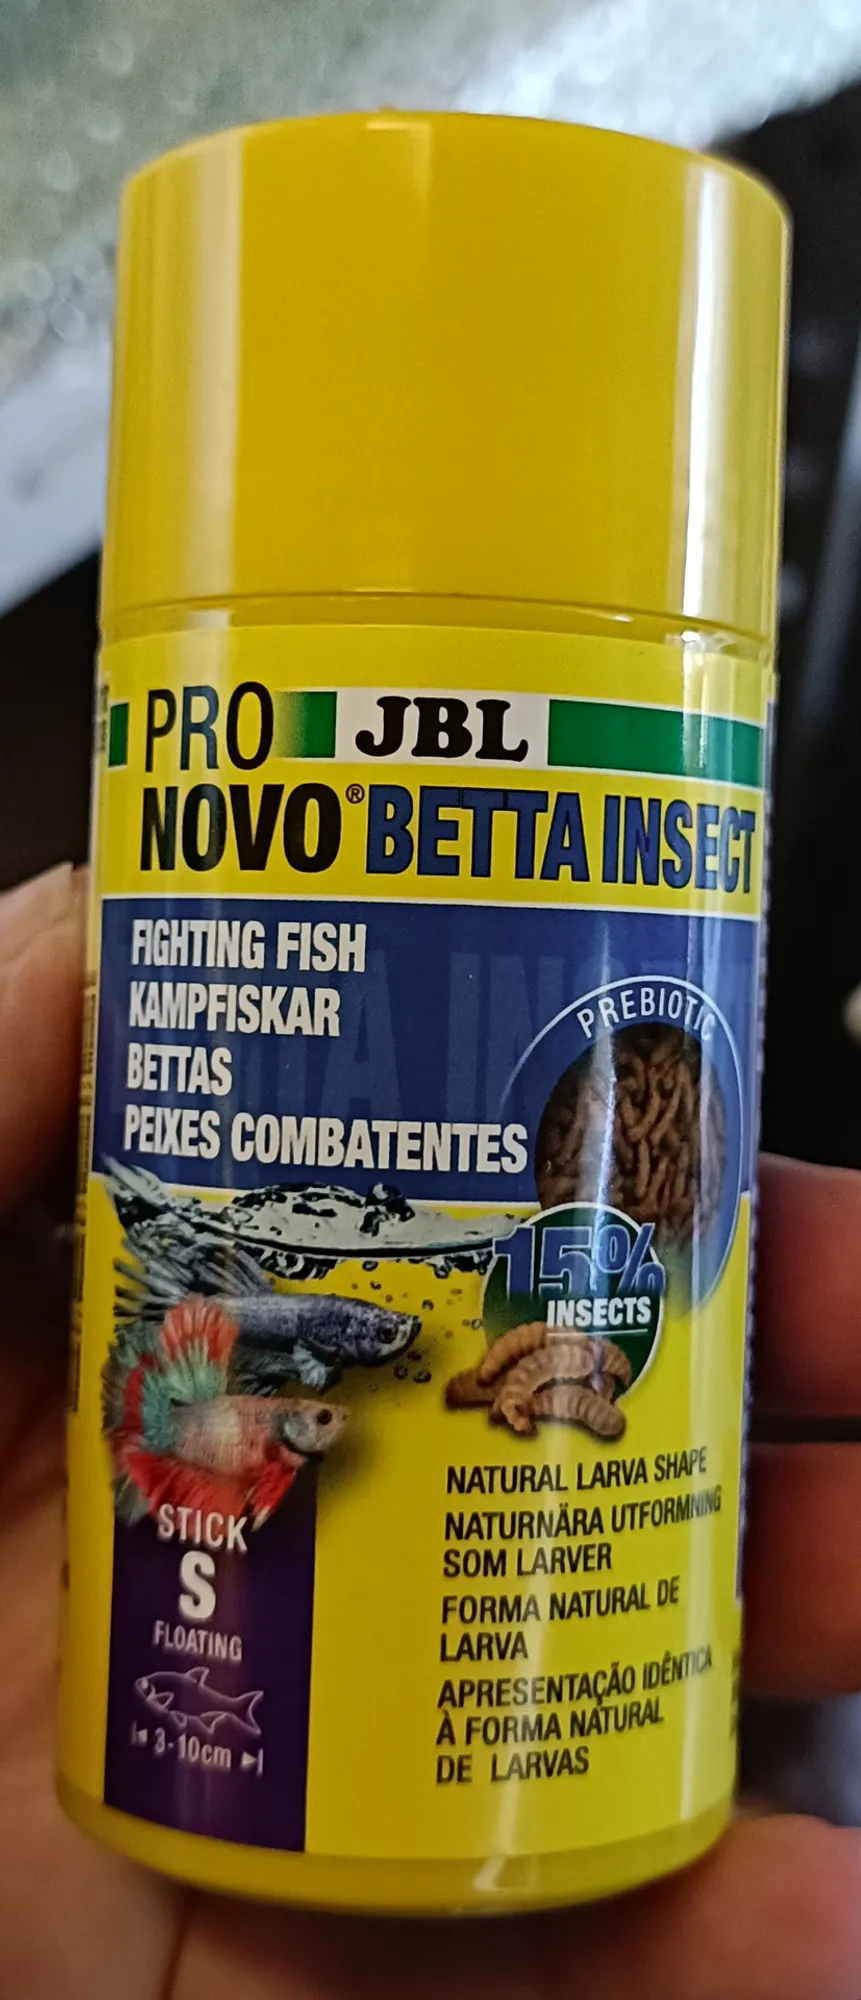 PRO JBL
NOVO® BETTA INSECT
FIGHTING FISH
KAMPFISKAR
BETTAS
PEIXES COMBATENTES
PREBIOTIC
15%
INSECTS
NATURAL LARVA SHAPE
NATURNÄRA UTFORMNING
SOM LARVER
FORMA NATURAL DE
LARVA
APRESENTAÇÃO IDÊNTICA
À FORMA NATURAL
DE LARVAS
STICK
S
FLOATING
3-10cm